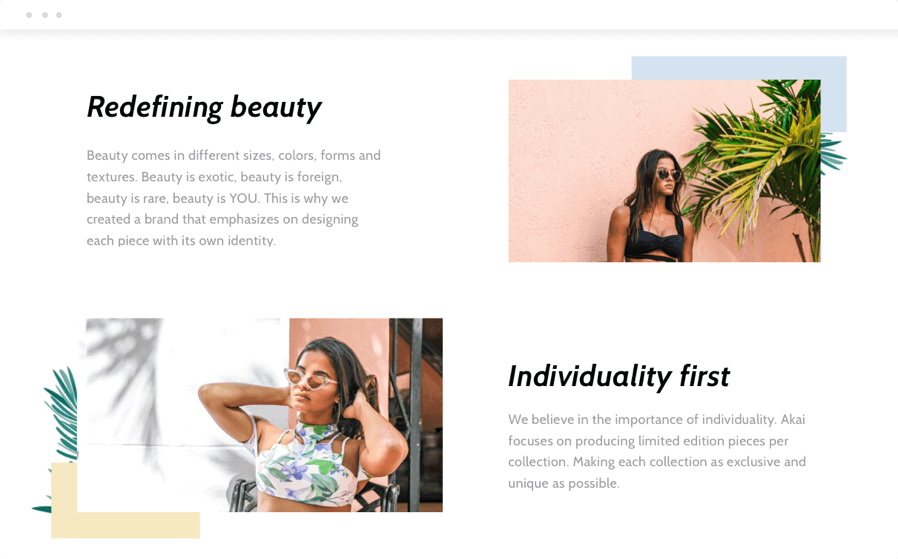 Redefining beauty
Beauty comes in different sizes, colors, forms and
textures. Beauty is exotic, beauty is foreign,
beauty is rare, beauty is YOU. This is why we
created a brand that emphasizes on designing
each piece with its own identity.
Individuality first
We believe in the importance of individuality. Akai
focuses on producing limited edition pieces per
collection. Making each collection as exclusive and
unique as possible.